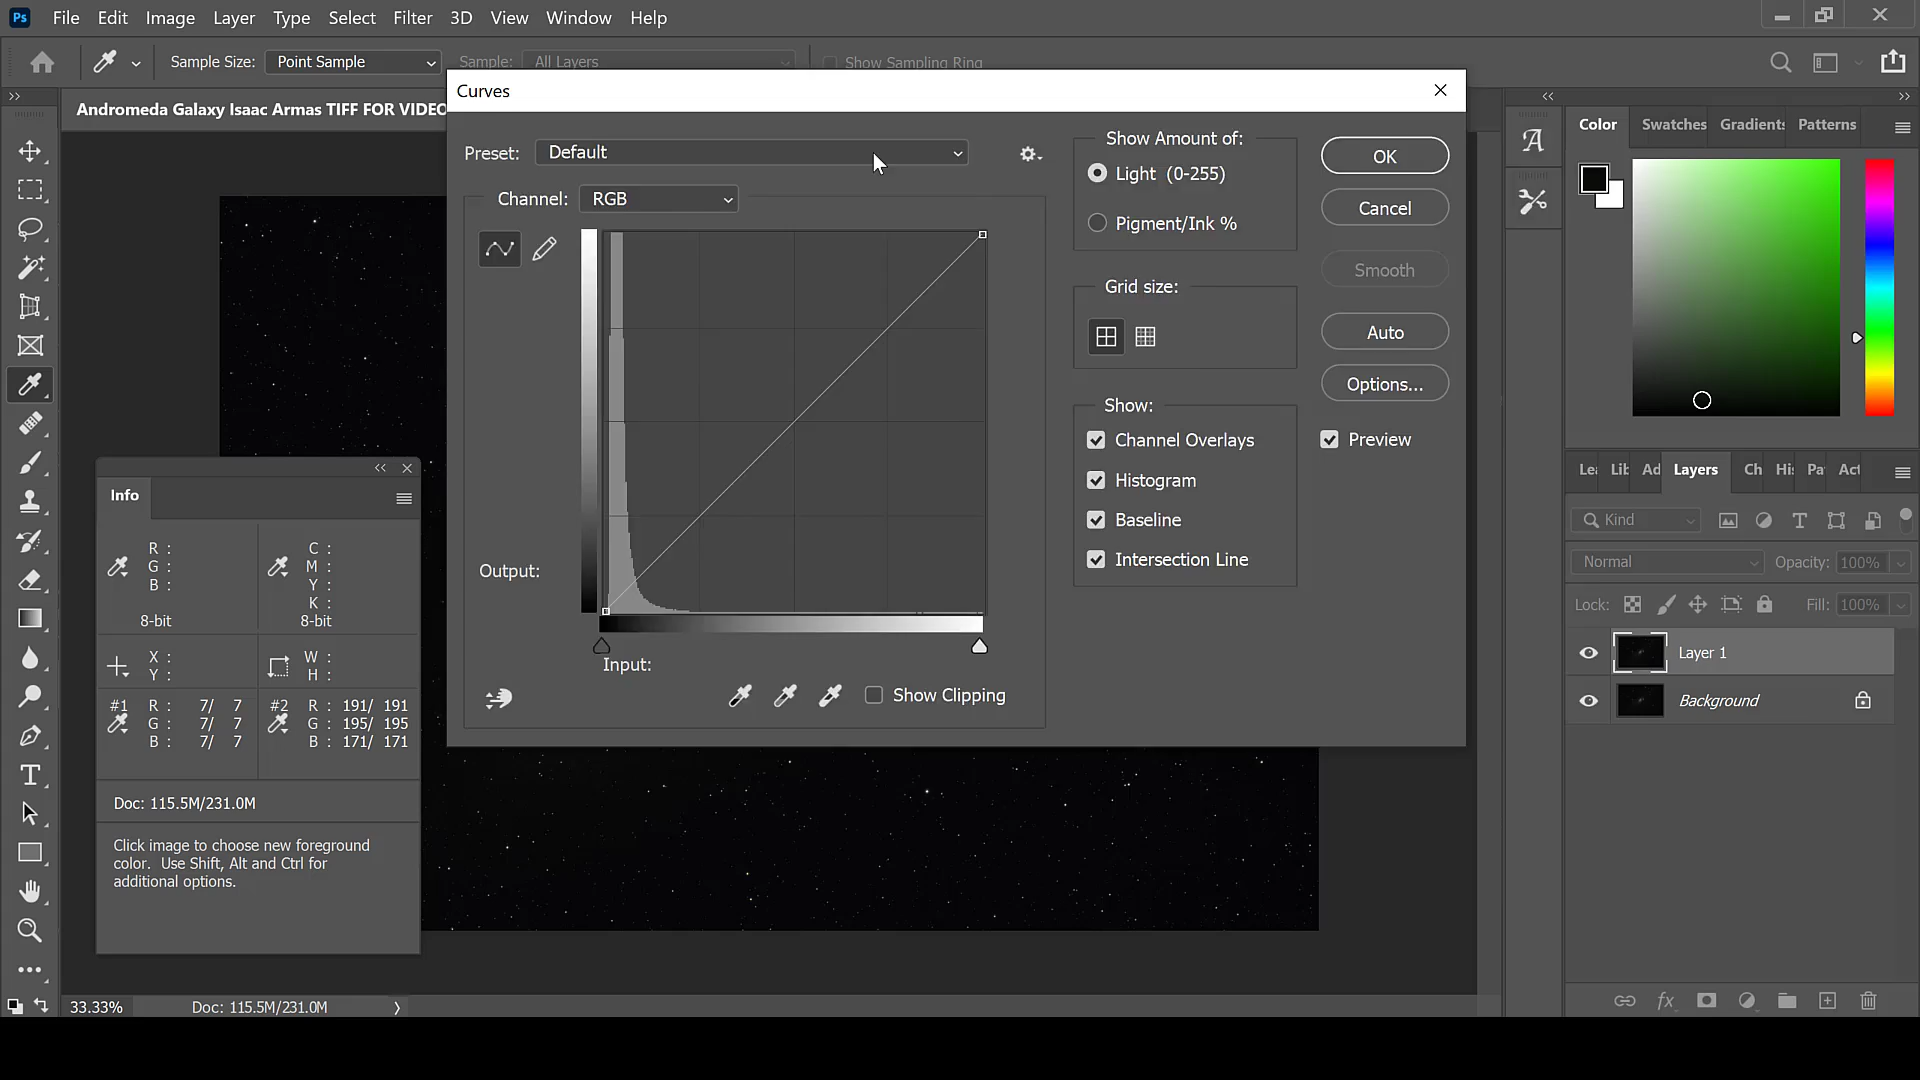 Ps File Edit Image Layer Type Select Filter 3D View Window Help
Sample Size: Point Sample Sample: All Layers Show Sampling Ring
Andromeda Galaxy Isaac Armas TIFF FOR VIDEO
Curves
Preset: Default
Channel: RGB
Output:
Input:
Show Clipping
Show Amount of:
Light (0-255)
Pigment/Ink %
Grid size:
Show:
Channel Overlays
Histogram
Baseline
Intersection Line
OK
Cancel
Smooth
Auto
Options...
Preview
Info
R :
G :
B :
8-bit
C :
M :
Y :
K :
8-bit
X :
Y :
W :
H :
#1 R : 7/ 7
G : 7/ 7
B : 7/ 7
#2 R : 191/ 191
G : 195/ 195
B : 171/ 171
Doc: 115.5M/231.0M
Click image to choose new foreground
color. Use Shift, Alt and Ctrl for
additional options.
33.33% Doc: 115.5M/231.0M
Color Swatches Gradients Patterns
Lea Lib Ad Layers Ch His Pa Act
Kind
Normal Opacity: 100%
Lock: Fill: 100%
Layer 1
Background